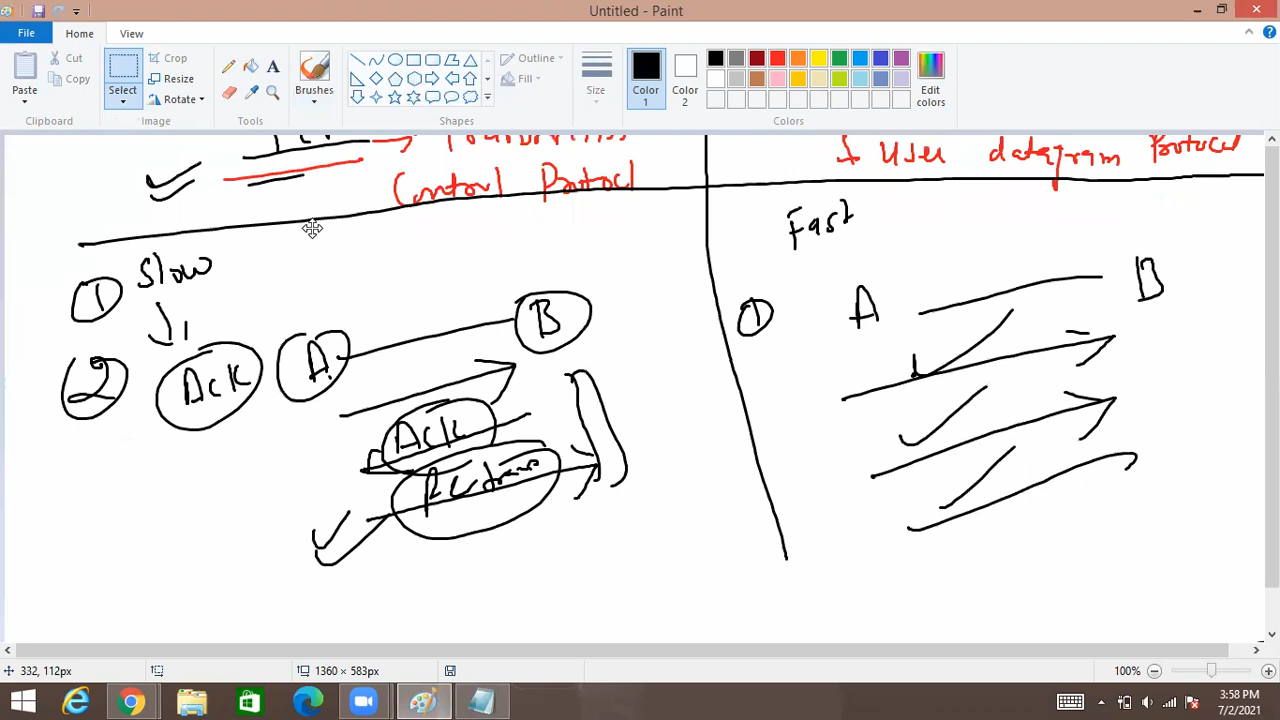 Untitled - Paint
File Home View
Paste
Cut
Copy
Clipboard
Select
Crop
Resize
Rotate
Image
Tools
Brushes
Shapes
Outline
Fill
Size
Color 1
Color 2
Edit colors
Colors
Control Protocol
User datagram Protocol
1 Slow
Fast
2 Ack A B
1 A B
Ack
332, 112px
1360 × 583px
100%
3:58 PM
7/2/2021